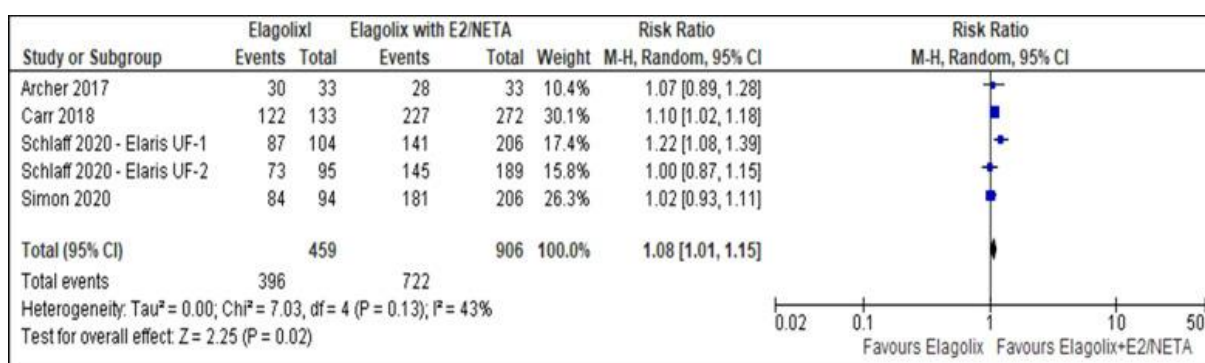 Elagolixl Elagolix with E2/NETA Risk Ratio Risk Ratio
Study or Subgroup Events Total Events Total Weight M-H, Random, 95% CI M-H, Random, 95% CI
Archer 2017 30 33 28 33 10.4% 1.07 [0.89, 1.28]
Carr 2018 122 133 227 272 30.1% 1.10 [1.02, 1.18]
Schlaff 2020 - Elaris UF-1 87 104 141 206 17.4% 1.22 [1.08, 1.39]
Schlaff 2020 - Elaris UF-2 73 95 145 189 15.8% 1.00 [0.87, 1.15]
Simon 2020 84 94 181 206 26.3% 1.02 [0.93, 1.11]
Total (95% CI) 459 906 100.0% 1.08 [1.01, 1.15]
Total events 396 722
Heterogeneity: Tau² = 0.00; Chi² = 7.03, df = 4 (P = 0.13); I² = 43%
Test for overall effect: Z = 2.25 (P = 0.02)
0.02 0.1 1 10 50
Favours Elagolix Favours Elagolix+E2/NETA